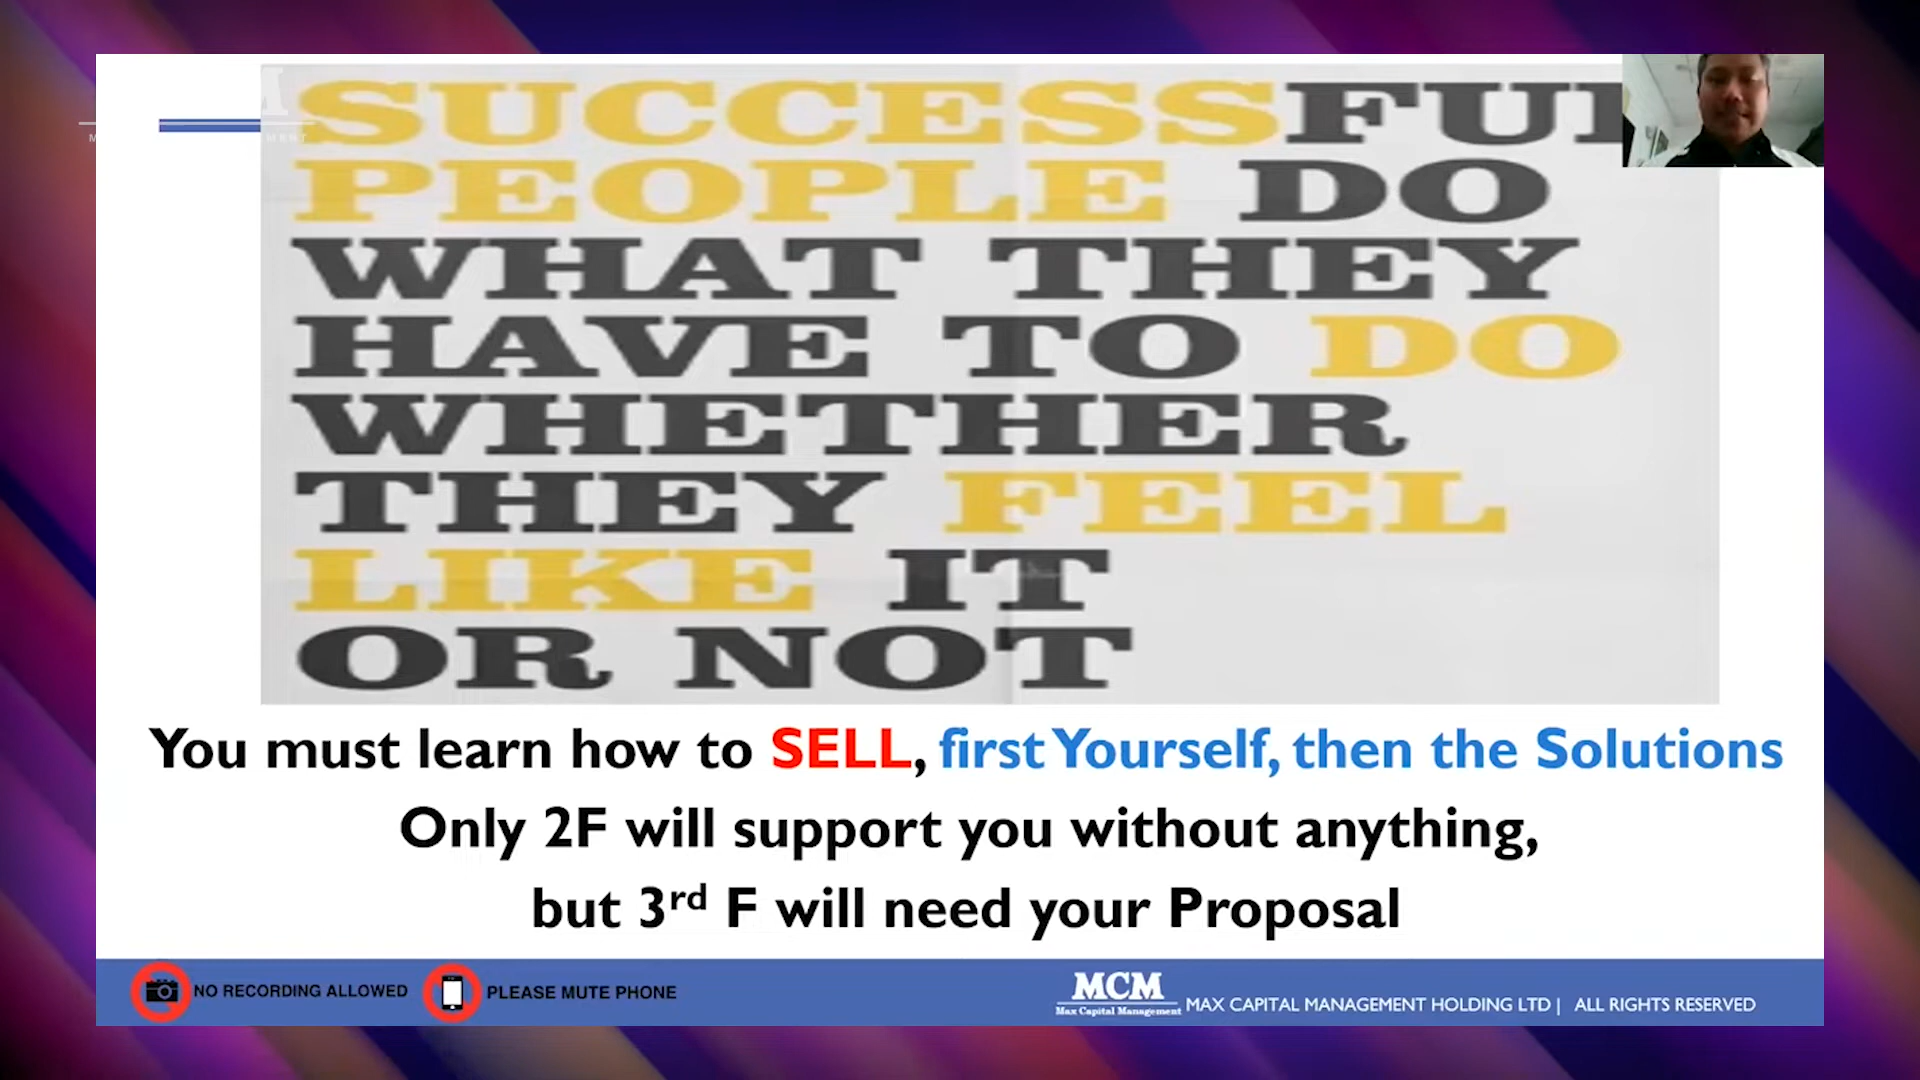 SUCCESSFUL
PEOPLE DO
WHAT THEY
HAVE TO DO
WHETHER
THEY FEEL
LIKE IT
OR NOT
You must learn how to SELL, first Yourself, then the Solutions
Only 2F will support you without anything,
but 3rd F will need your Proposal
NO RECORDING ALLOWED
PLEASE MUTE PHONE
MCM
Max Capital Management
MAX CAPITAL MANAGEMENT HOLDING LTD | ALL RIGHTS RESERVED